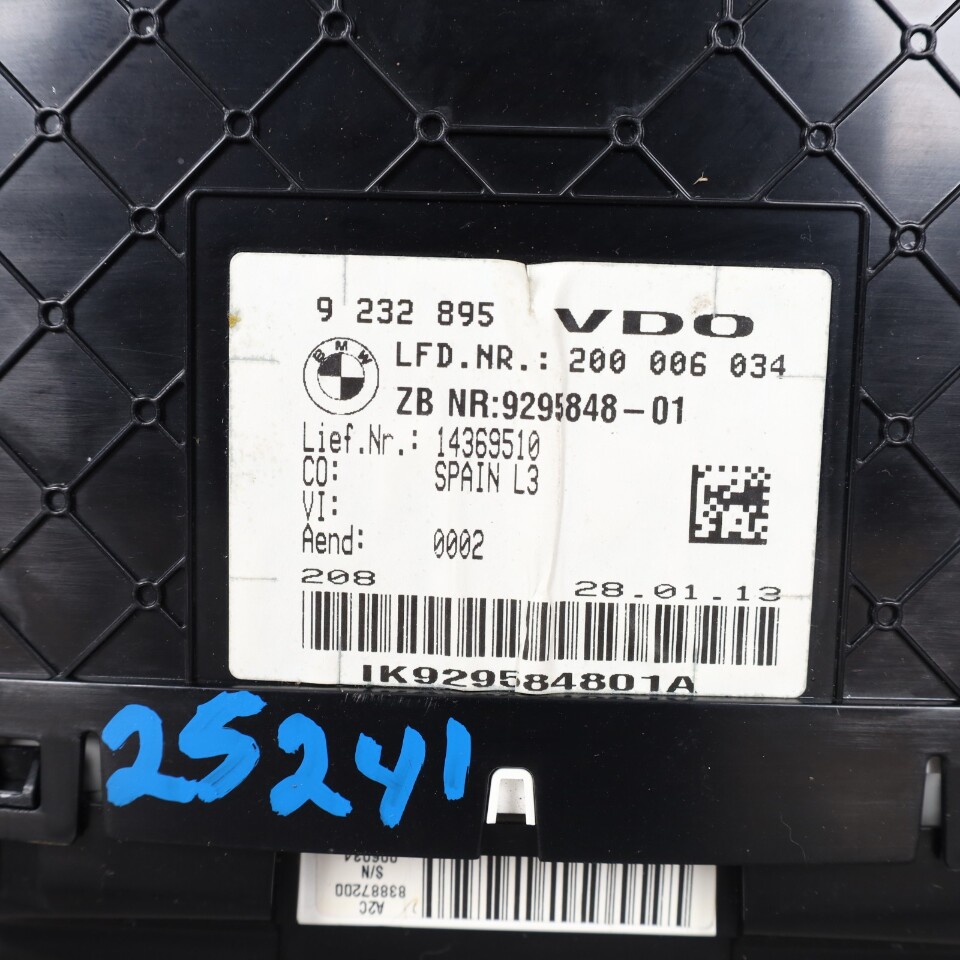 9 232 895 VDO
BMW
LFD.NR.: 200 006 034
ZB NR:9295848-01
Lief.Nr.: 14369510
CO: SPAIN L3
VI:
Aend: 0002
208 28.01.13
IK929584801A
25241
A2C
83887200
S/N
006034